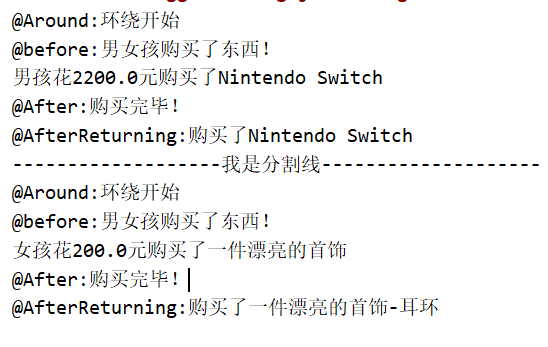 @Around:环绕开始
@before:男女孩购买了东西!
男孩花2200.0元购买了Nintendo Switch
@After:购买完毕!
@AfterReturning:购买了Nintendo Switch
-------------------我是分割线--------------------
@Around:环绕开始
@before:男女孩购买了东西!
女孩花200.0元购买了一件漂亮的首饰
@After:购买完毕!
@AfterReturning:购买了一件漂亮的首饰-耳环